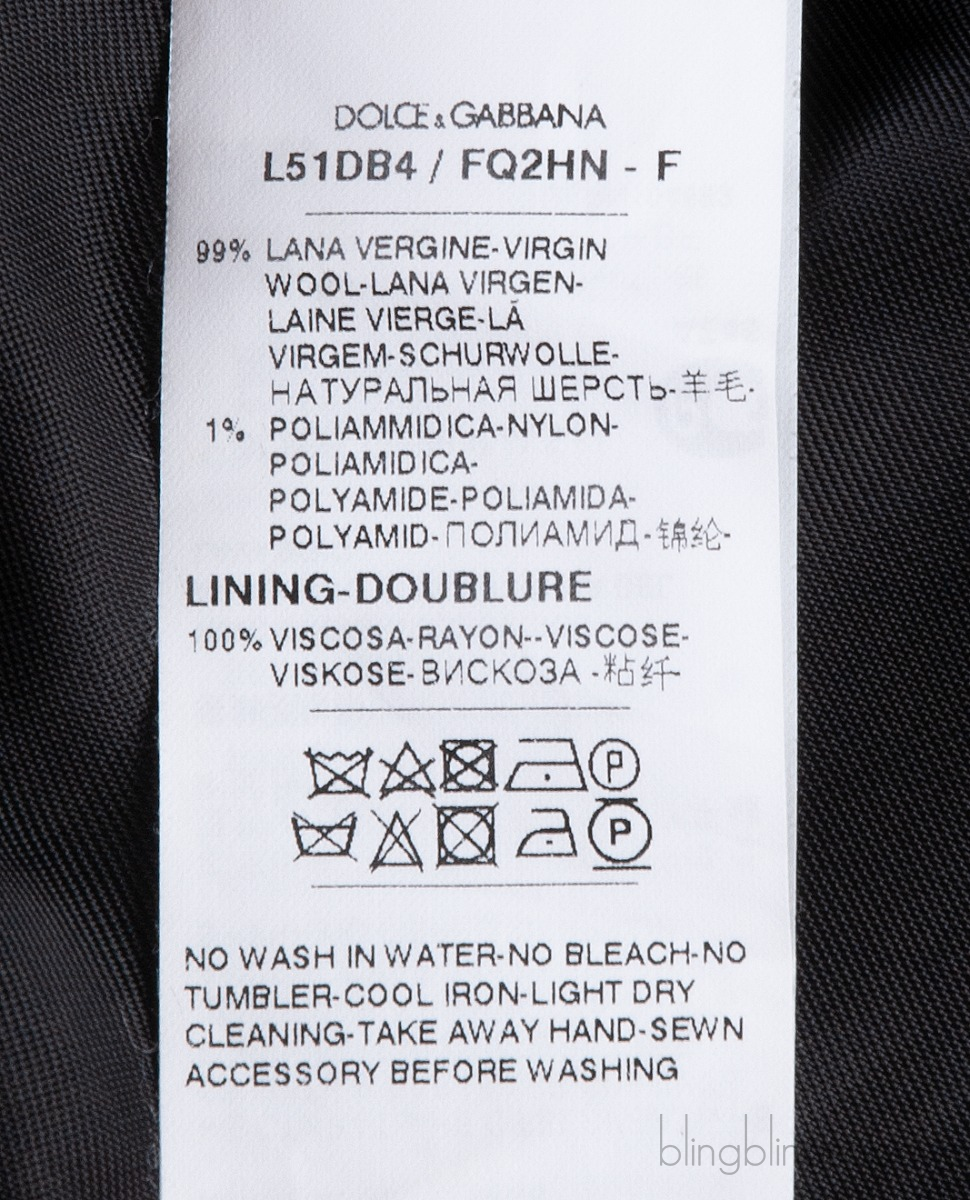 DOLCE & GABBANA
L51DB4 / FQ2HN - F
99% LANA VERGINE-VIRGIN
WOOL-LANA VIRGEN-
LAINE VIERGE-LÃ
VIRGEM-SCHURWOLLE-
НАТУРАЛЬНАЯ ШЕРСТЬ-羊毛-
1% POLIAMMIDICA-NYLON-
POLIAMIDICA-
POLYAMIDE-POLIAMIDA-
POLYAMID-ПОЛИАМИД-锦纶-
LINING-DOUBLURE
100% VISCOSA-RAYON--VISCOSE-
VISKOSE-ВИСКОЗА -粘纤-
P
P
NO WASH IN WATER-NO BLEACH-NO
TUMBLER-COOL IRON-LIGHT DRY
CLEANING-TAKE AWAY HAND-SEWN
ACCESSORY BEFORE WASHING